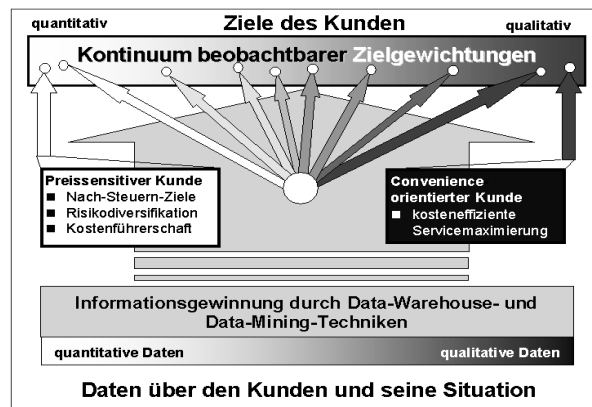 quantitativ
Ziele des Kunden
qualitativ
Kontinuum beobachtbarer Zielgewichtungen
Preissensitiver Kunde
Nach-Steuern-Ziele
Risikodiversifikation
Kostenführerschaft
Convenience
orientierter Kunde
kosteneffiziente
Servicemaximierung
Informationsgewinnung durch Data-Warehouse- und
Data-Mining-Techniken
quantitative Daten
qualitative Daten
Daten über den Kunden und seine Situation